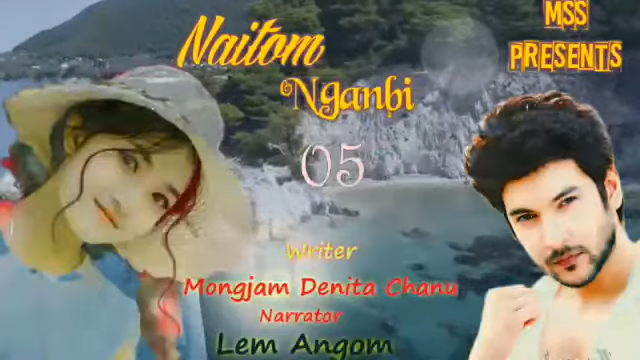 Naitom
Nganbi
MSS
PRESENTS
05
Writer
Mongjam Denita Chanu
Narrator
Lem Angom